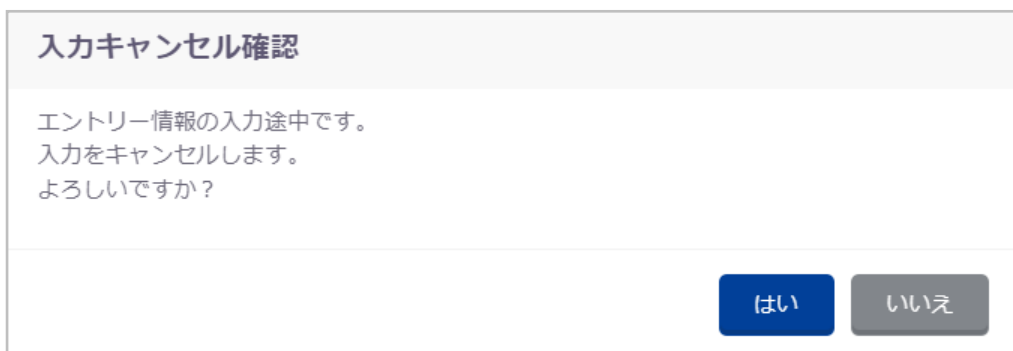 入力キャンセル確認
エントリー情報の入力途中です。
入力をキャンセルします。
よろしいですか？
はい
いいえ